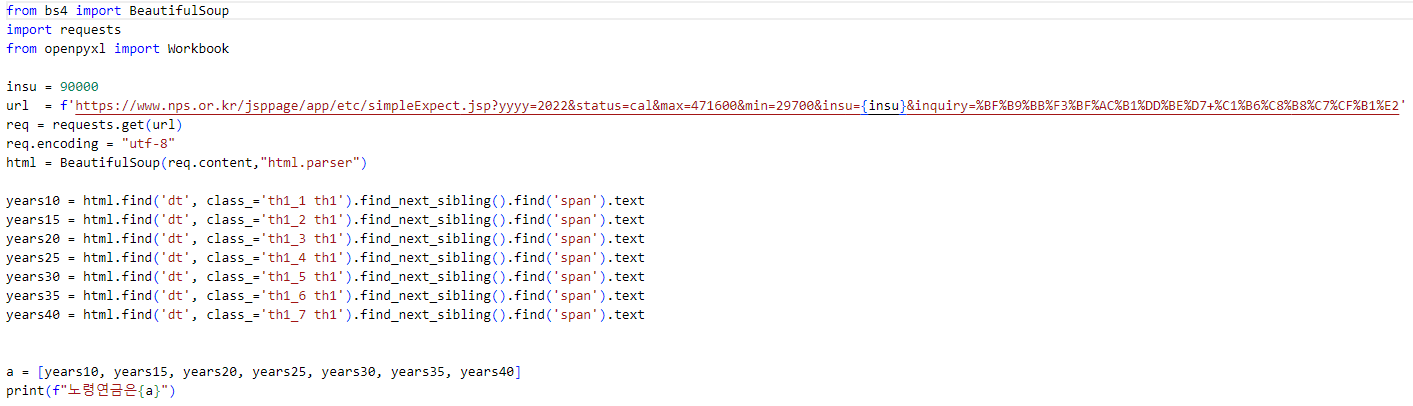 from bs4 import BeautifulSoup
import requests
from openpyxl import Workbook
insu = 90000
url  = f'https://www.nps.or.kr/jsppage/app/etc/simpleExpect.jsp?yyyy=2022&status=cal&max=471600&min=29700&insu={insu}&inquiry=%BF%B9%BB%F3%BF%AC%B1%DD%BE%D7+%C1%B6%C8%B8%C7%CF%B1%E2'
req = requests.get(url)
req.encoding = "utf-8"
html = BeautifulSoup(req.content,"html.parser")
years10 = html.find('dt', class_='th1_1 th1').find_next_sibling().find('span').text
years15 = html.find('dt', class_='th1_2 th1').find_next_sibling().find('span').text
years20 = html.find('dt', class_='th1_3 th1').find_next_sibling().find('span').text
years25 = html.find('dt', class_='th1_4 th1').find_next_sibling().find('span').text
years30 = html.find('dt', class_='th1_5 th1').find_next_sibling().find('span').text
years35 = html.find('dt', class_='th1_6 th1').find_next_sibling().find('span').text
years40 = html.find('dt', class_='th1_7 th1').find_next_sibling().find('span').text
a = [years10, years15, years20, years25, years30, years35, years40]
print(f"노령연금은{a}")